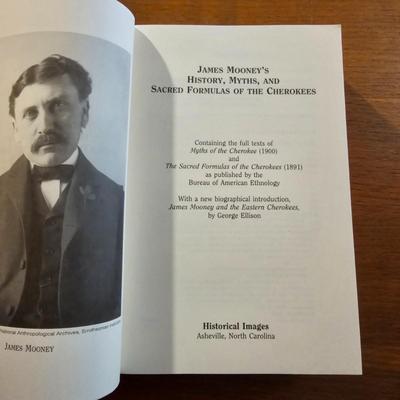 National Anthropological Archives, Smithsonian
JAMES MOONEY
JAMES MOONEY'S
HISTORY, MYTHS, AND
SACRED FORMULAS OF THE CHEROKEES
Containing the full texts of
Myths of the Cherokee (1900)
and
The Sacred Formulas of the Cherokees (1891)
as published by the
Bureau of American Ethnology
With a new biographical introduction,
James Mooney and the Eastern Cherokees,
by George Ellison
Historical Images
Asheville, North Carolina